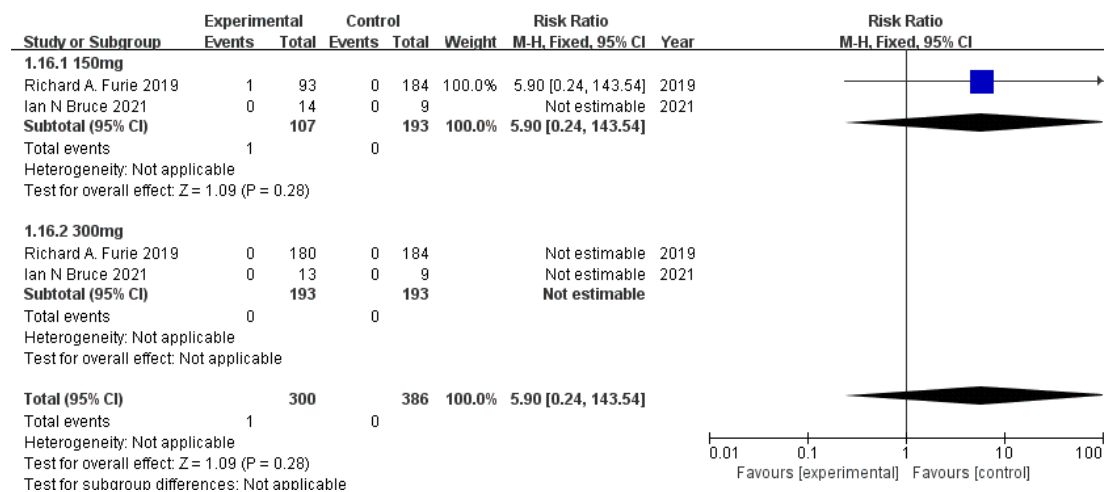 Experimental Control Risk Ratio Risk Ratio
Study or Subgroup Events Total Events Total Weight M-H, Fixed, 95% CI Year M-H, Fixed, 95% CI
1.16.1 150mg
Richard A. Furie 2019 1 93 0 184 100.0% 5.90 [0.24, 143.54] 2019
Ian N Bruce 2021 0 14 0 9 Not estimable 2021
Subtotal (95% CI) 107 193 100.0% 5.90 [0.24, 143.54]
Total events 1 0
Heterogeneity: Not applicable
Test for overall effect: Z = 1.09 (P = 0.28)
1.16.2 300mg
Richard A. Furie 2019 0 180 0 184 Not estimable 2019
Ian N Bruce 2021 0 13 0 9 Not estimable 2021
Subtotal (95% CI) 193 193 Not estimable
Total events 0 0
Heterogeneity: Not applicable
Test for overall effect: Not applicable
Total (95% CI) 300 386 100.0% 5.90 [0.24, 143.54]
Total events 1 0
Heterogeneity: Not applicable
Test for overall effect: Z = 1.09 (P = 0.28)
Test for subgroup differences: Not applicable
0.01 0.1 1 10 100
Favours [experimental] Favours [control]